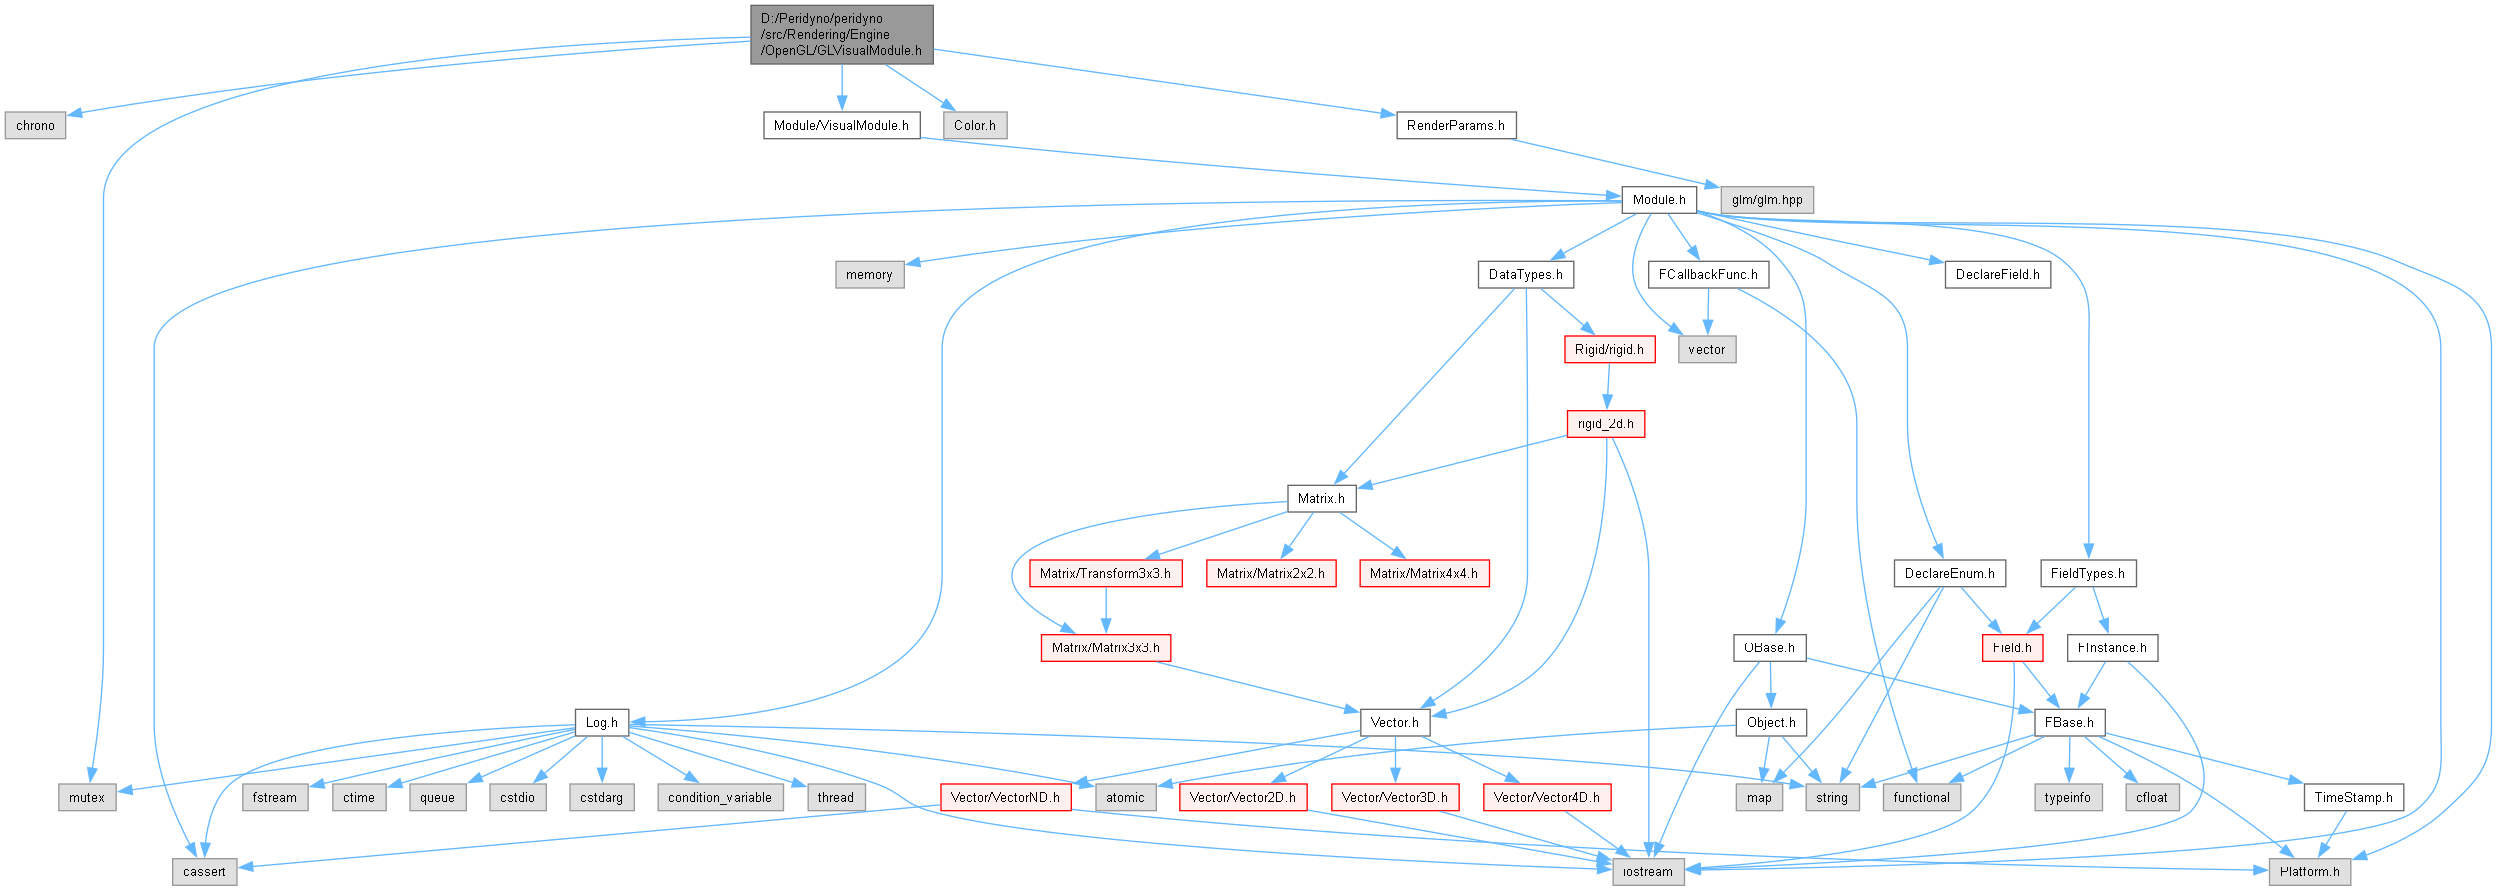 D:/Peridyno/peridyno
/src/Rendering/Engine
/OpenGL/GLVisualModule.h
chrono
Module/VisualModule.h
Color.h
RenderParams.h
Module.h
glm/glm.hpp
memory
DataTypes.h
FCallbackFunc.h
DeclareField.h
Rigid/rigid.h
vector
rigid_2d.h
Matrix.h
Matrix/Transform3x3.h
Matrix/Matrix2x2.h
Matrix/Matrix4x4.h
DeclareEnum.h
FieldTypes.h
Matrix/Matrix3x3.h
OBase.h
Field.h
FInstance.h
Log.h
Vector.h
Object.h
FBase.h
mutex
fstream
ctime
queue
cstdio
cstdarg
condition_variable
thread
Vector/VectorND.h
atomic
Vector/Vector2D.h
Vector/Vector3D.h
Vector/Vector4D.h
map
string
functional
typeinfo
cfloat
TimeStamp.h
cassert
iostream
Platform.h